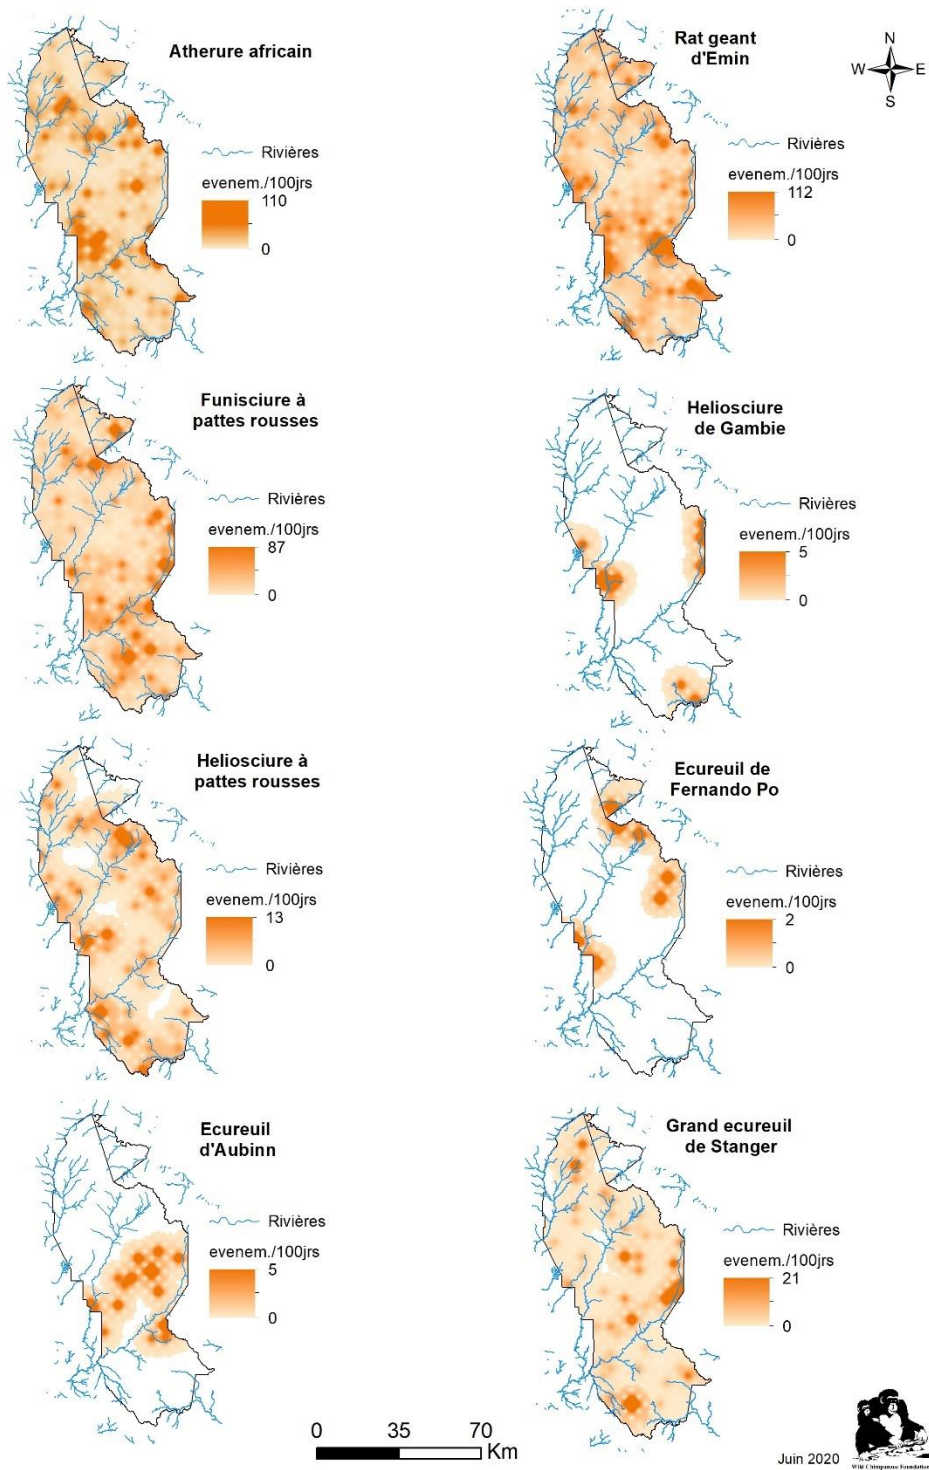 Atherure africain
Rivières
evenem./100jrs
110
0
Rat geant
d'Emin
Rivières
evenem./100jrs
112
0
N
W
E
S
Funisciure à
pattes rousses
Rivières
evenem./100jrs
87
0
Heliosciure
de Gambie
Rivières
evenem./100jrs
5
0
Heliosciure à
pattes rousses
Rivières
evenem./100jrs
13
0
Ecureuil de
Fernando Po
Rivières
evenem./100jrs
2
0
Ecureuil
d'Aubinn
Rivières
evenem./100jrs
5
0
Grand ecureuil
de Stanger
Rivières
evenem./100jrs
21
0
0 35 70
Km
Juin 2020
Wild Chimpanzee Foundation